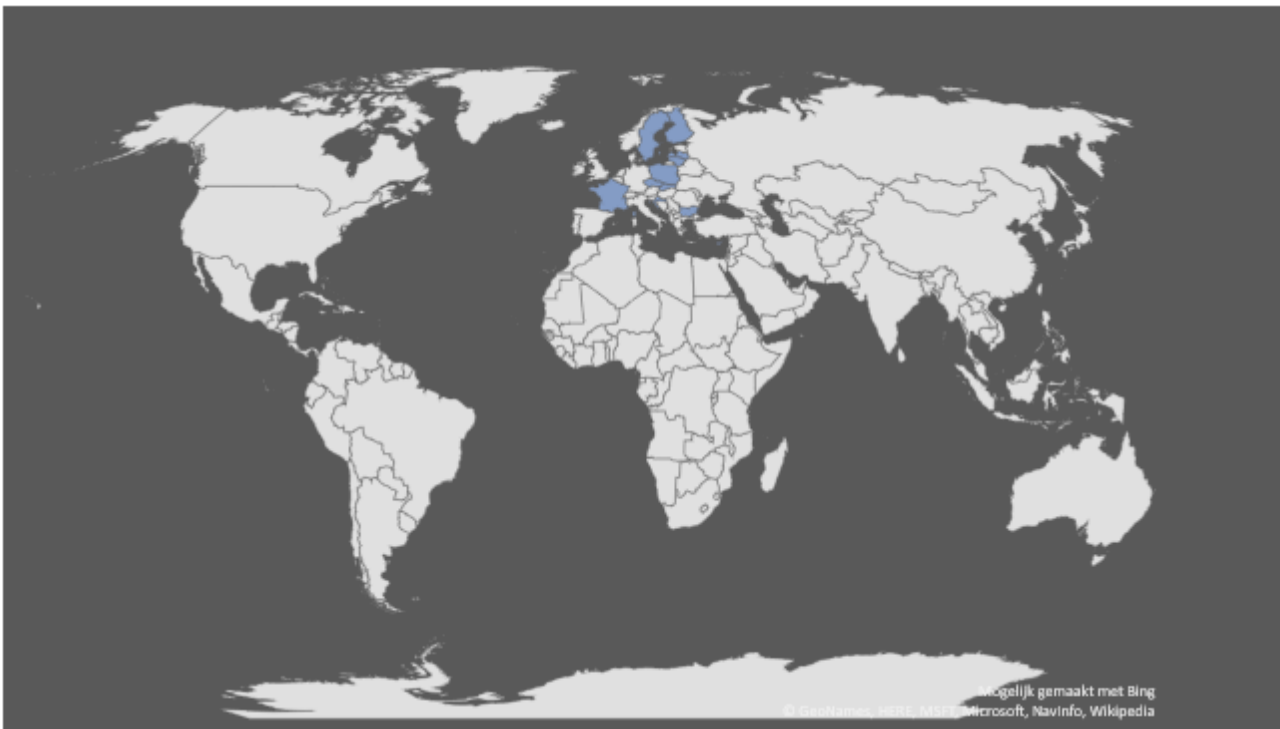 Mogelijk gemaakt met Bing
© GeoNames, HERE, MSFT, Microsoft, NavInfo, Wikipedia